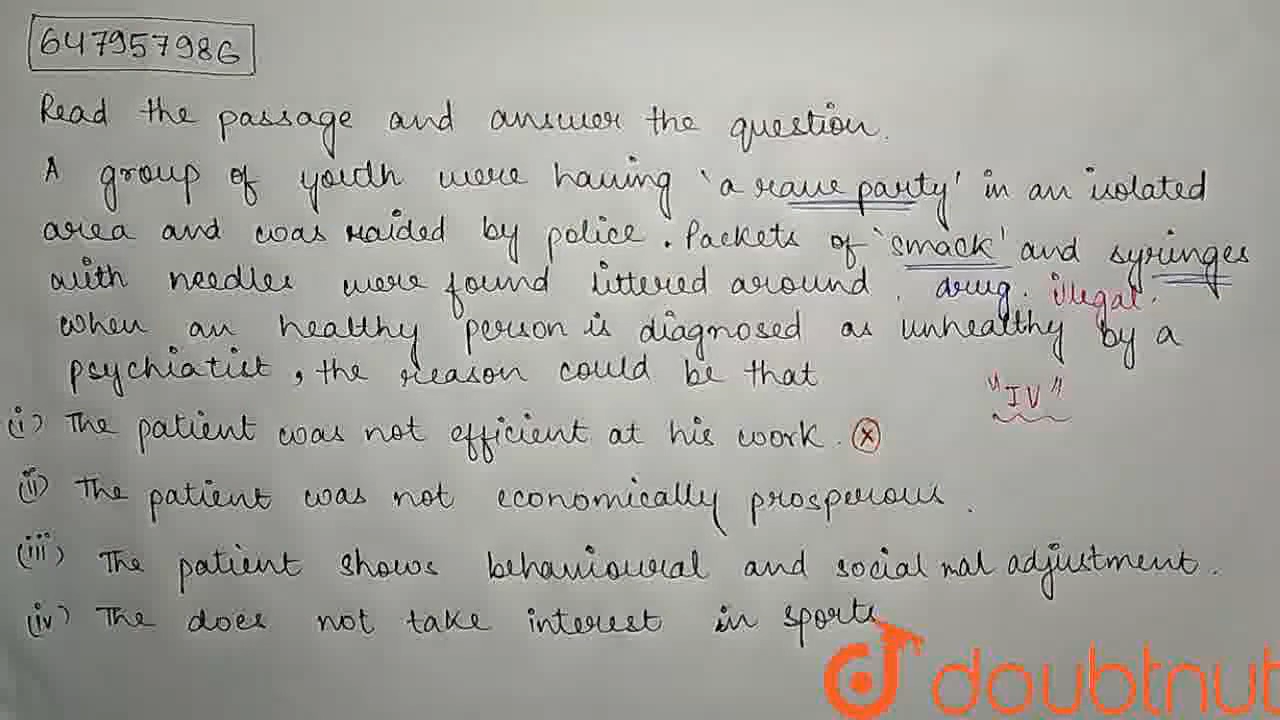 647957986
Read the passage and answer the question.
A group of youth were having 'a rave party' in an isolated
area and was raided by police. Packets of 'smack' and syringes
with needles were found littered around. drug. illegal.
when an healthy person is diagnosed as unhealthy by a
psychiatist, the reason could be that
"IV"
(i) The patient was not efficient at his work. ⓧ
(ii) The patient was not economically prosperous.
(iii) The patient shows behavioural and social mal adjustment.
(iv) The does not take interest in sports
doubtnut